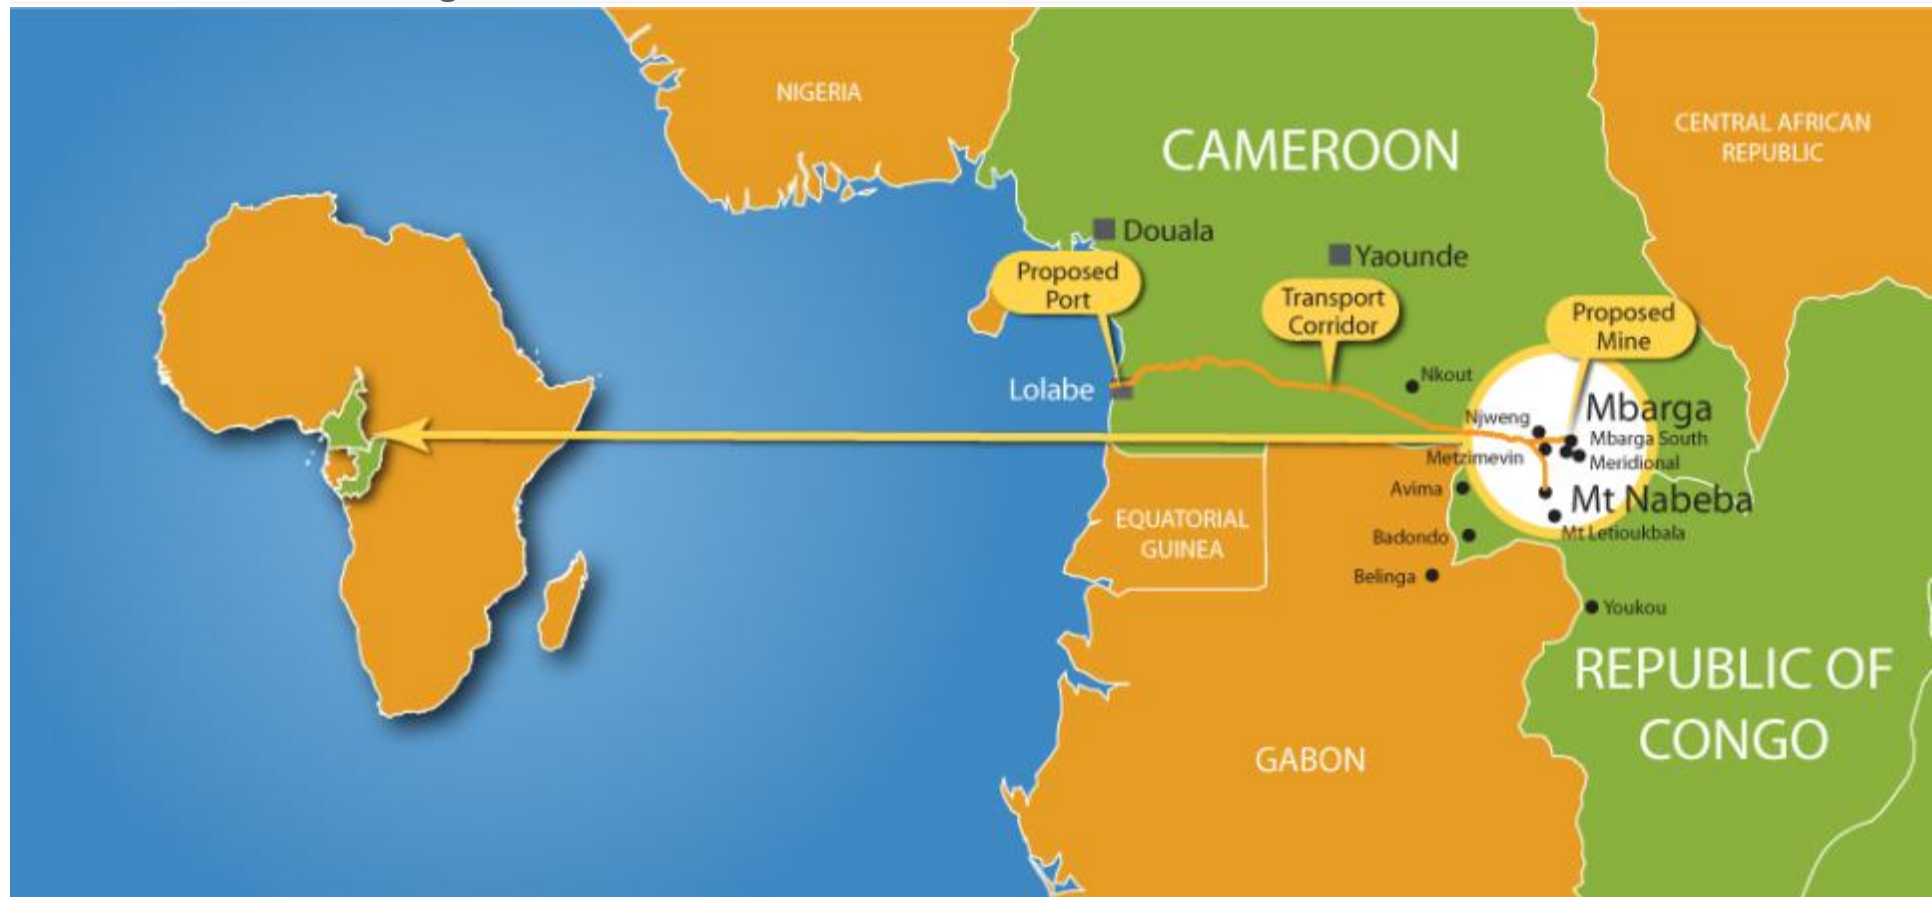 NIGERIA
CAMEROON
CENTRAL AFRICAN
REPUBLIC
Douala
Yaounde
Proposed
Port
Transport
Corridor
Proposed
Mine
Lolabe
Nkout
Mbarga
Njweng
Mbarga South
Metzimevin
Meridional
Avima
Mt Nabeba
EQUATORIAL
GUINEA
Badondo
Mt Letioukbala
Belinga
Youkou
REPUBLIC OF
CONGO
GABON